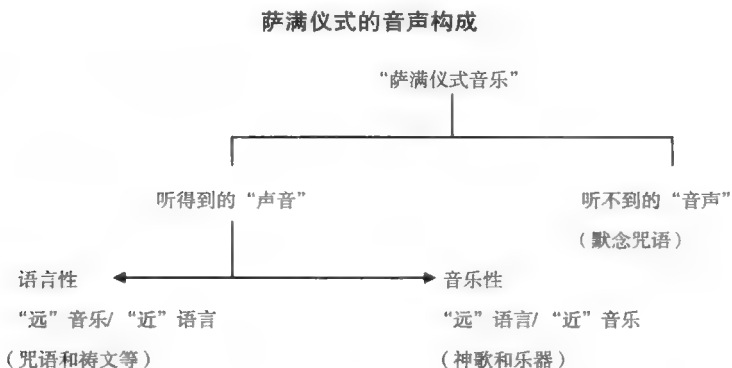 萨满仪式的音声构成
“萨满仪式音乐”
听得到的“声音” 听不到的“音声”
（默念咒语）
语言性 音乐性
“远”音乐/“近”语言 “远”语言/“近”音乐
（咒语和祷文等） （神歌和乐器）